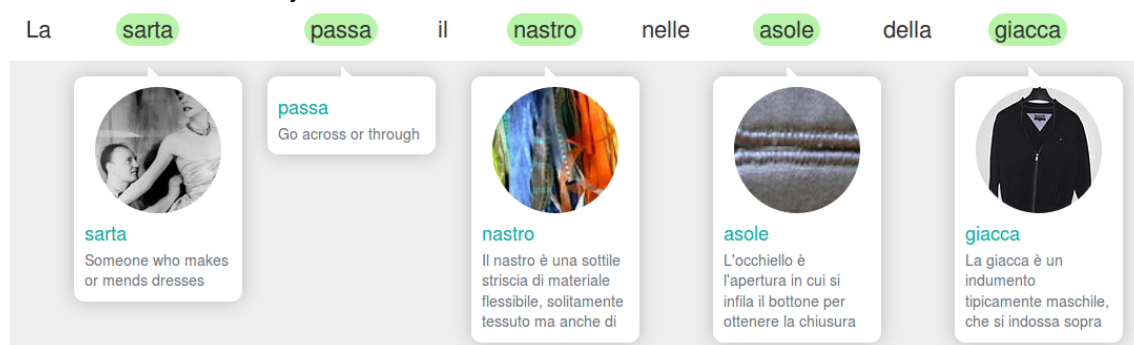 La sarta passa il nastro nelle asole della giacca
sarta
Someone who makes
or mends dresses
passa
Go across or through
nastro
Il nastro è una sottile
striscia di materiale
flessibile, solitamente
tessuto ma anche di
asole
L'occhiello è
l'apertura in cui si
infila il bottone per
ottenere la chiusura
giacca
La giacca è un
indumento
tipicamente maschile,
che si indossa sopra